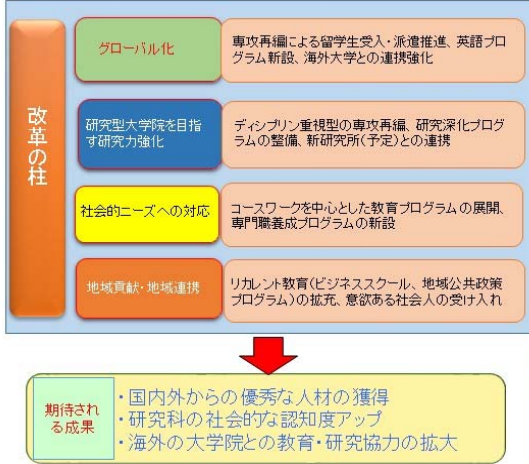 改革の柱
グローバル化
専攻再編による留学生受入・派遣推進、英語プロ
グラム新設、海外大学との連携強化
研究型大学院を目指
す研究力強化
ディシプリン重視型の専攻再編、研究深化プログ
ラムの整備、新研究所(予定)との連携
社会的ニーズへの対応
コースワークを中心とした教育プログラムの展開、
専門職養成プログラムの新設
地域貢献・地域連携
リカレント教育(ビジネススクール、地域公共政策
プログラム)の拡充、意欲ある社会人の受け入れ
期待され
る成果
・国内外からの優秀な人材の獲得
・研究科の社会的な認知度アップ
・海外の大学院との教育・研究協力の拡大